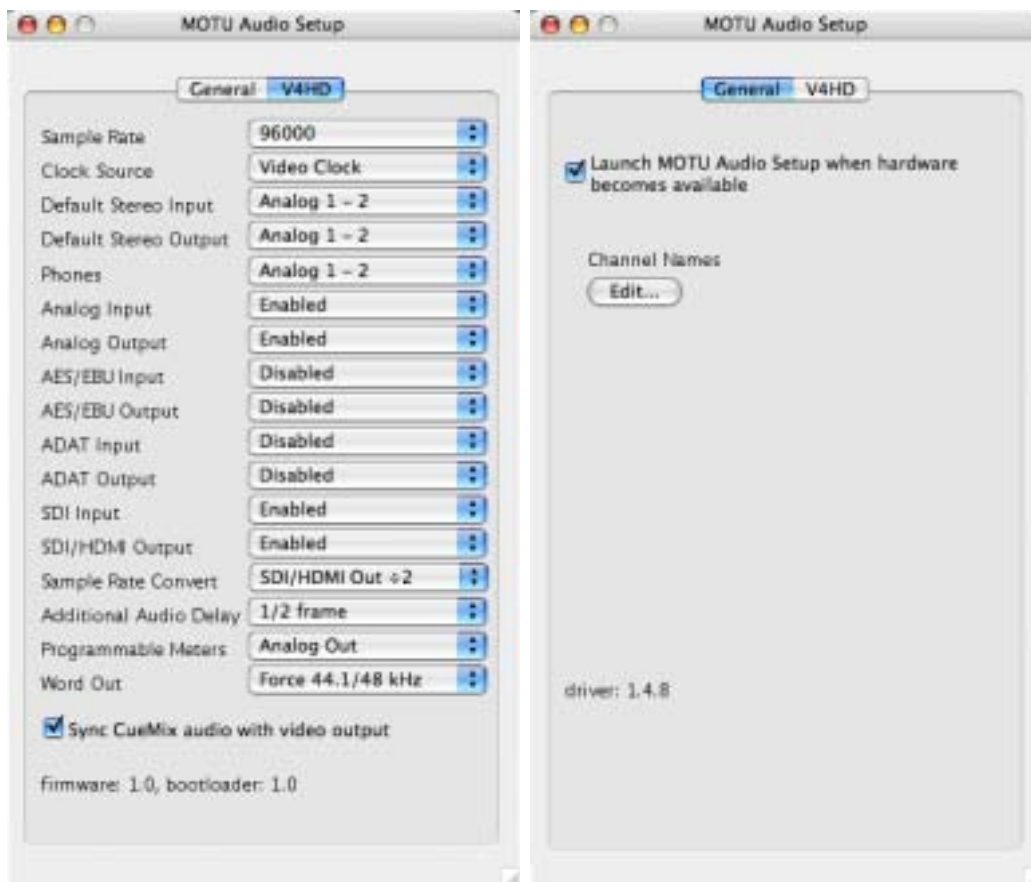 MOTU Audio Setup
General V4HD
Sample Rate 96000
Clock Source Video Clock
Default Stereo Input Analog 1 – 2
Default Stereo Output Analog 1 – 2
Phones Analog 1 – 2
Analog Input Enabled
Analog Output Enabled
AES/EBU Input Disabled
AES/EBU Output Disabled
ADAT Input Disabled
ADAT Output Disabled
SDI Input Enabled
SDI/HDMI Output Enabled
Sample Rate Convert SDI/HDMI Out ÷2
Additional Audio Delay 1/2 frame
Programmable Meters Analog Out
Word Out Force 44.1/48 kHz
Sync CueMix audio with video output
firmware: 1.0, bootloader: 1.0
MOTU Audio Setup
General V4HD
Launch MOTU Audio Setup when hardware
becomes available
Channel Names
Edit...
driver: 1.4.8